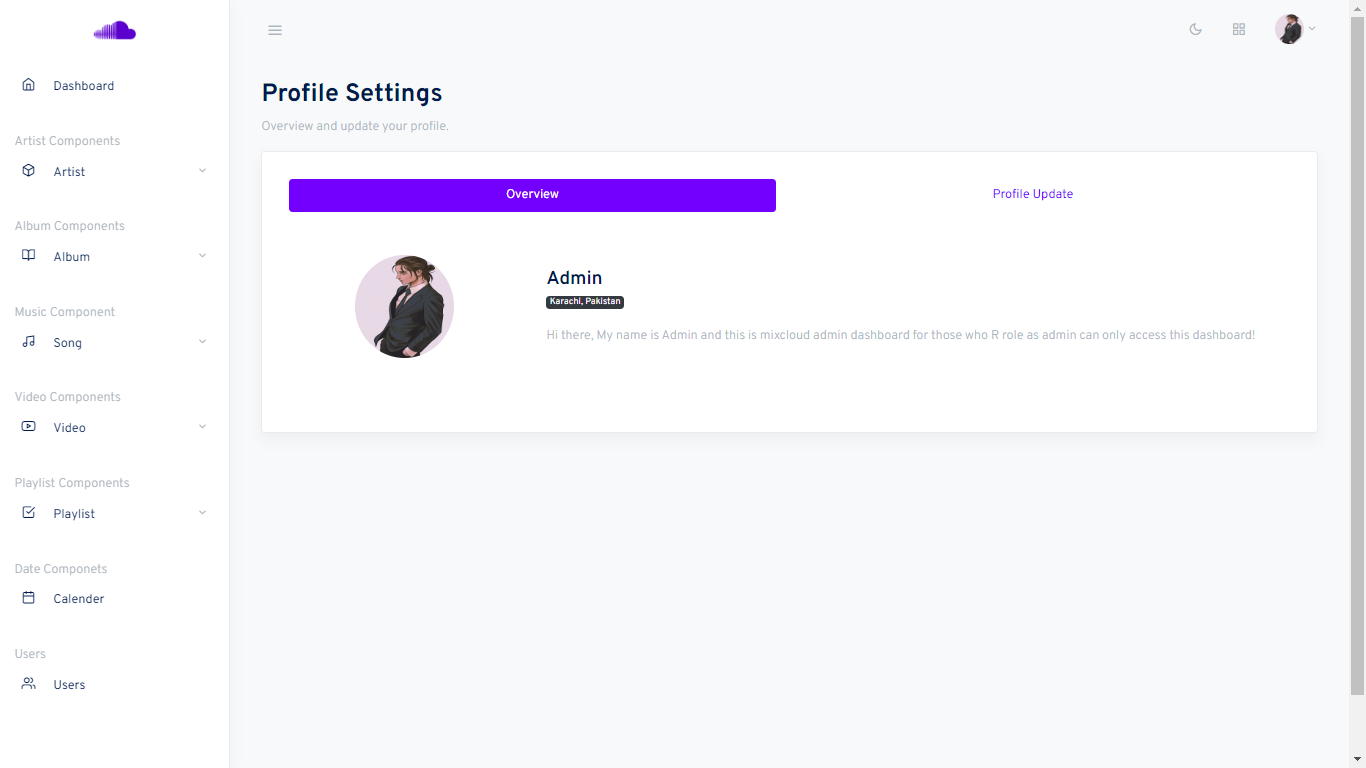 Dashboard
Artist Components
Artist
Album Components
Album
Music Component
Song
Video Components
Video
Playlist Components
Playlist
Date Componets
Calender
Users
Users
Profile Settings
Overview and update your profile.
Overview
Profile Update
Admin
Karachi, Pakistan
Hi there, My name is Admin and this is mixcloud admin dashboard for those who R role as admin can only access this dashboard!